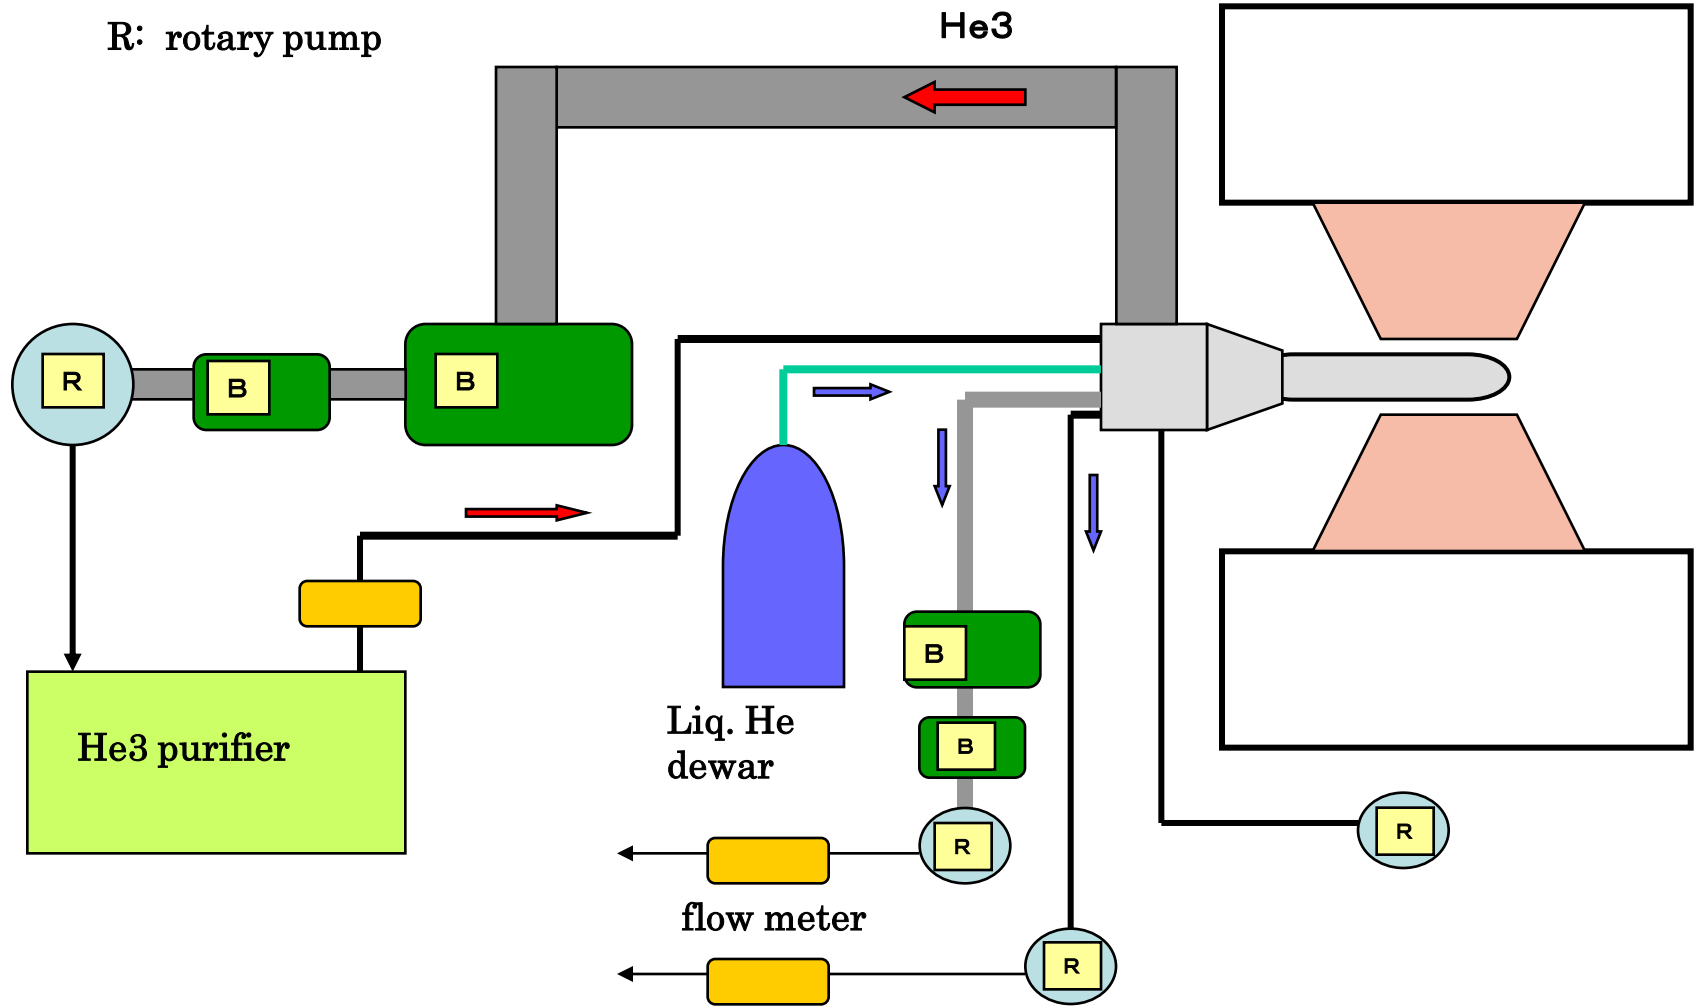 R: rotary pump
He3
R
B
B
He3 purifier
Liq. He
dewar
B
B
R
R
flow meter
R